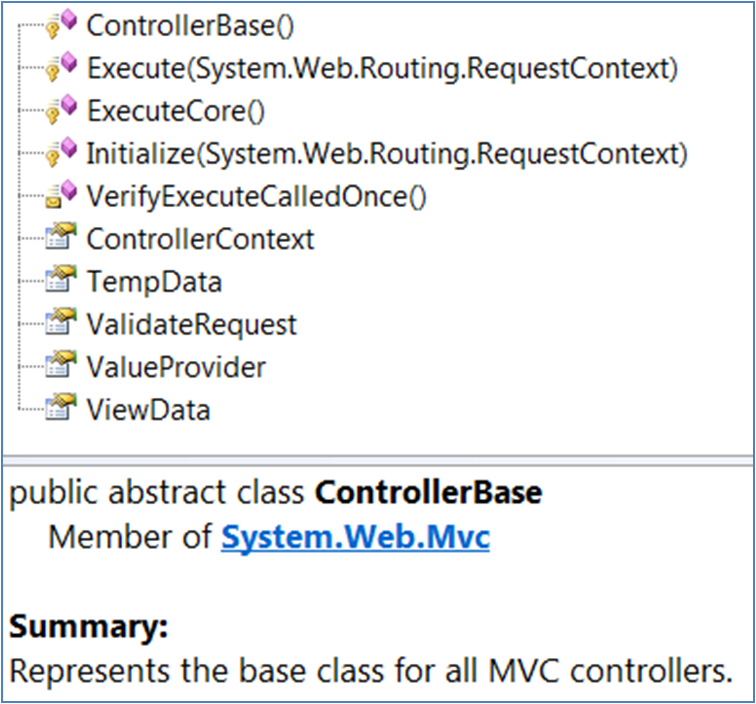 ControllerBase()
Execute(System.Web.Routing.RequestContext)
ExecuteCore()
Initialize(System.Web.Routing.RequestContext)
VerifyExecuteCalledOnce()
ControllerContext
TempData
ValidateRequest
ValueProvider
ViewData
public abstract class ControllerBase
Member of System.Web.Mvc
Summary:
Represents the base class for all MVC controllers.